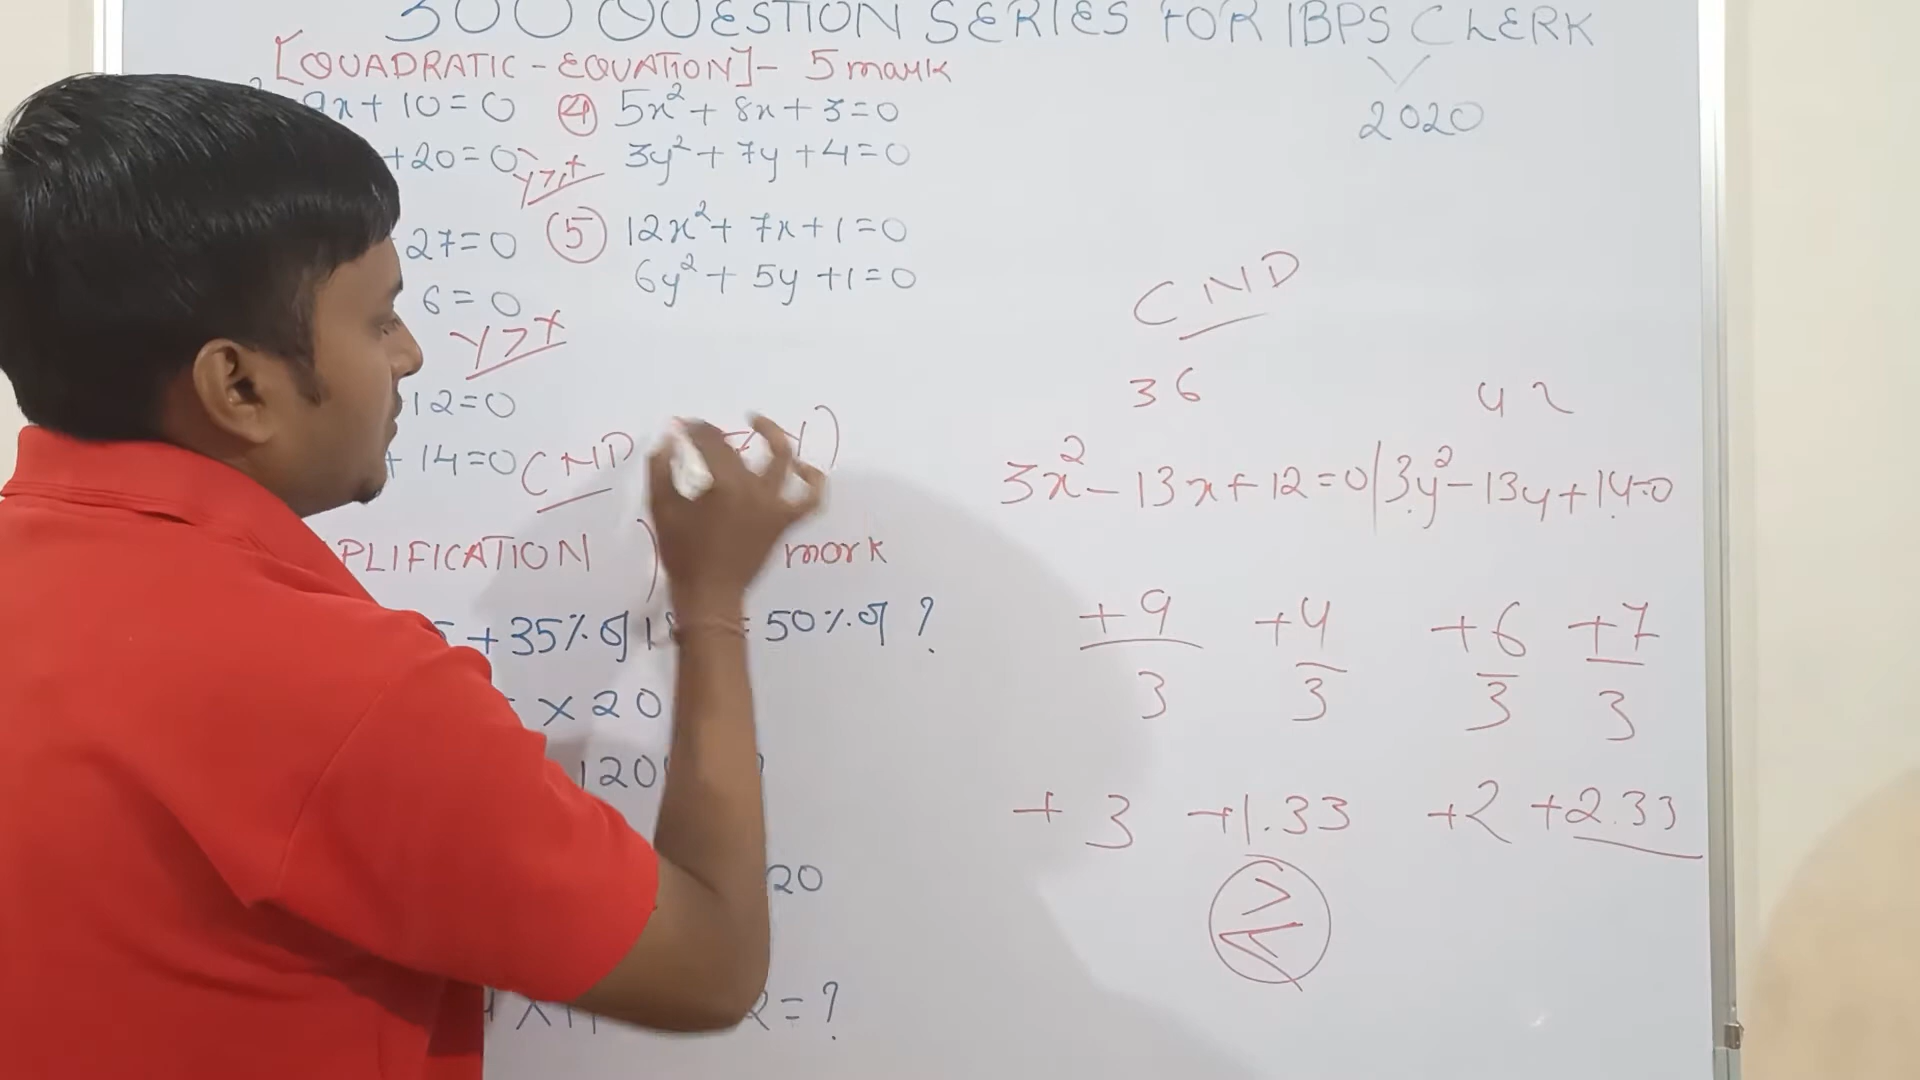 300 QUESTION SERIES FOR IBPS CLERK
2020
[QUADRATIC - EQUATION] - 5 mark
9x + 10 = 0
+ 20 = 0
y > x
27 = 0
6 = 0
Y > X
12 = 0
+ 14 = 0 CND
④ 5x² + 8x + 3 = 0
3y² + 7y + 4 = 0
⑤ 12x² + 7x + 1 = 0
6y² + 5y + 1 = 0
PLIFICATION ) mark
+ 35% of 50% of ?
× 20
120
20
= ?
CND
36 42
3x² - 13x + 12 = 0 | 3y² - 13y + 14 = 0
+9/3 +4/3 +6/3 +7/3
+3 +1.33 +2 +2.33
>
<